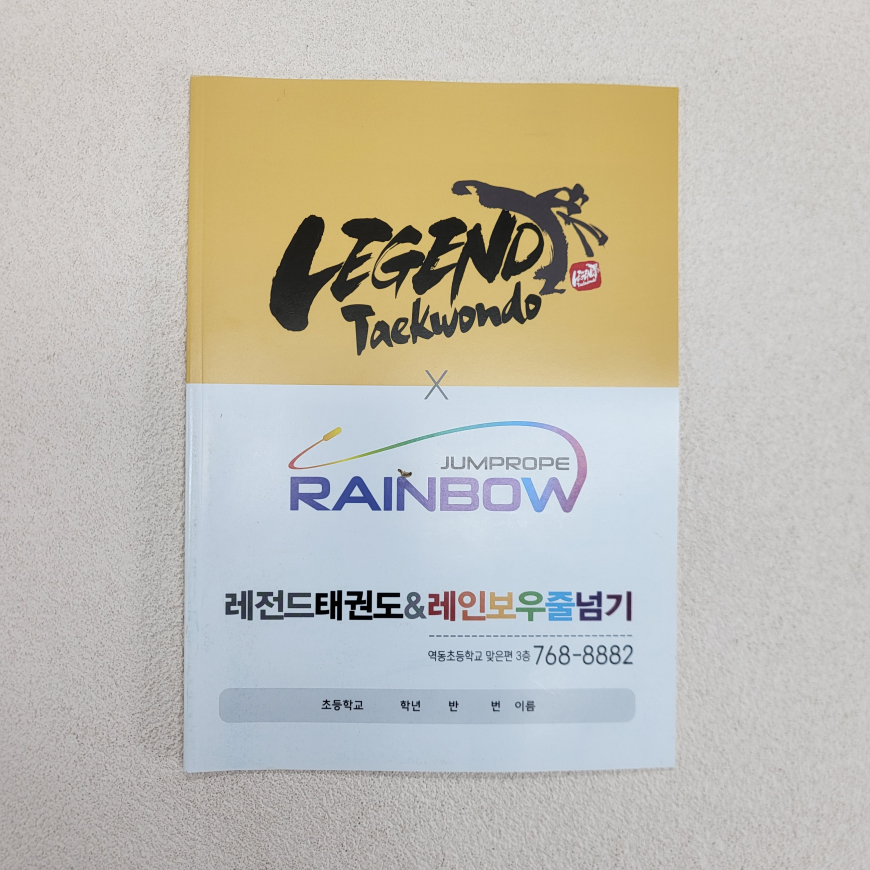 LEGEND
Taekwondo
LEGEND
X
JUMPROPE
RAINBOW
레전드태권도&레인보우줄넘기
역동초등학교 맞은편 3층 768-8882
초등학교 학년 반 번 이름